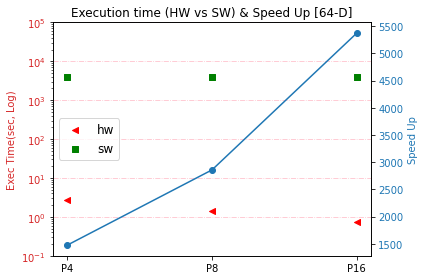 Execution time (HW vs SW) & Speed Up [64-D]
Exec Time(sec, Log)
10^5
10^4
10^3
10^2
10^1
10^0
10^-1
hw
sw
P4
P8
P16
5500
5000
4500
4000
3500
3000
2500
2000
1500
Speed Up